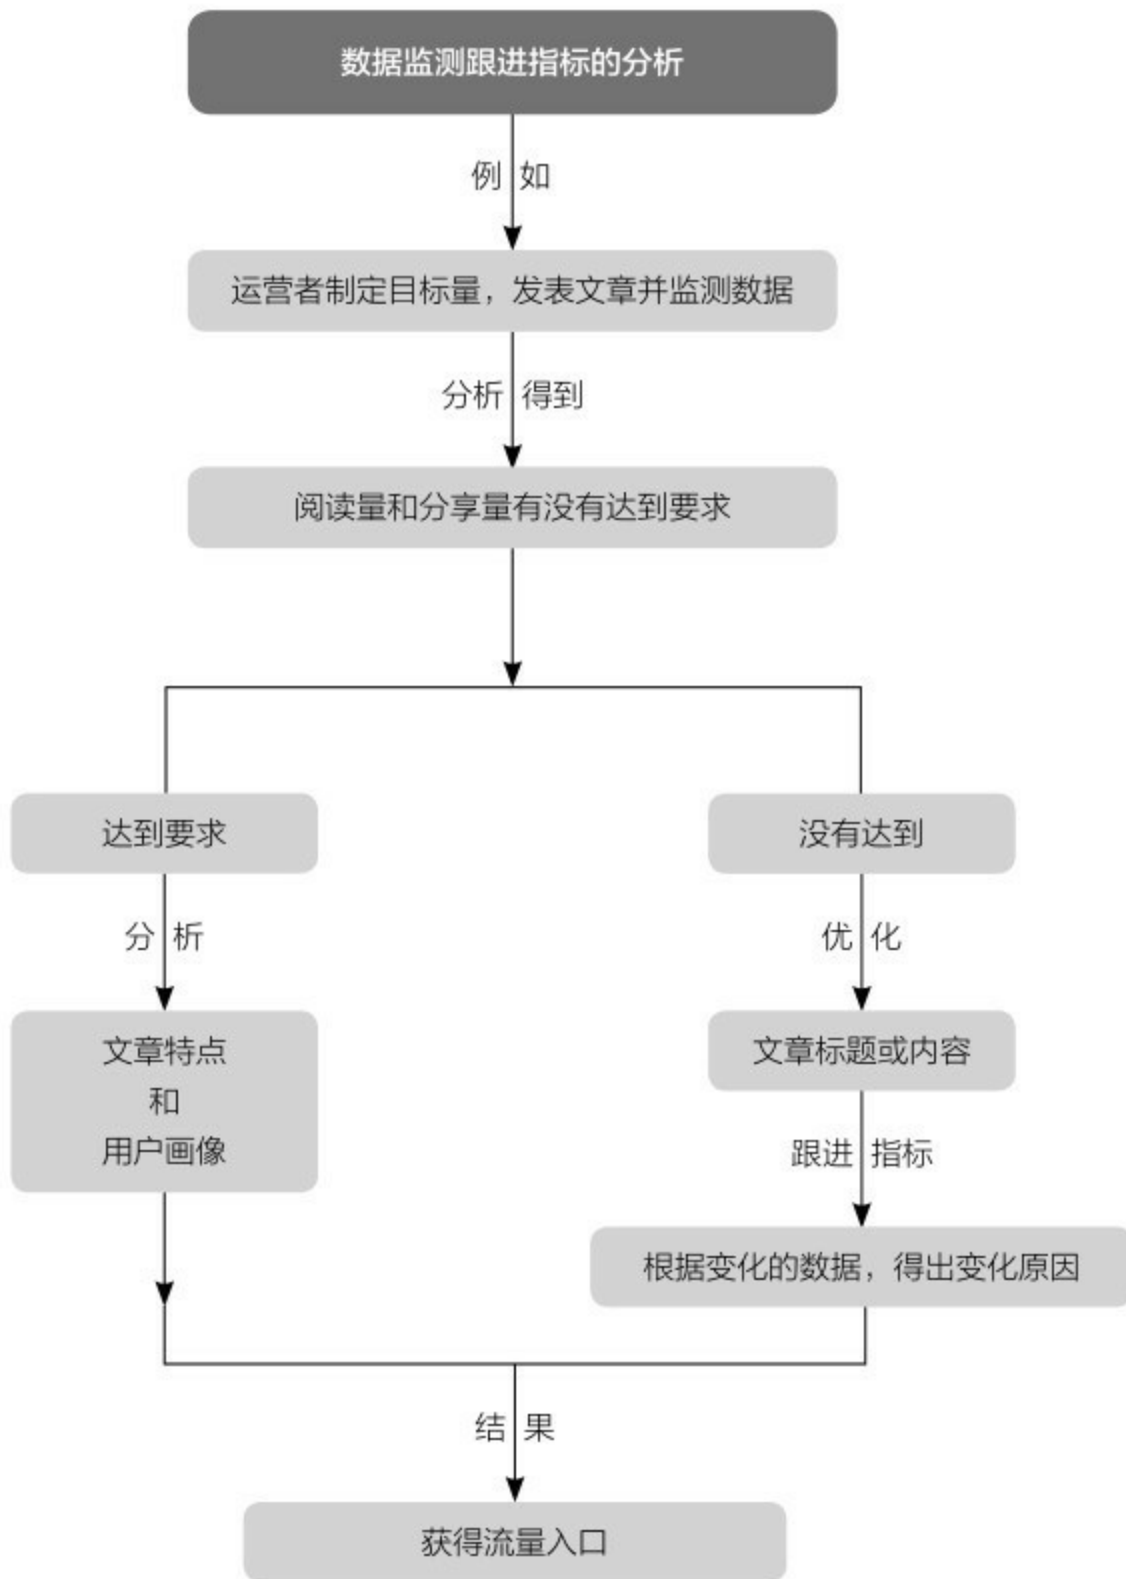 数据监测跟进指标的分析
例如
运营者制定目标量，发表文章并监测数据
分析得到
阅读量和分享量有没有达到要求
达到要求
没有达到
分析
优化
文章特点
和
用户画像
文章标题或内容
跟进指标
根据变化的数据，得出变化原因
结果
获得流量入口